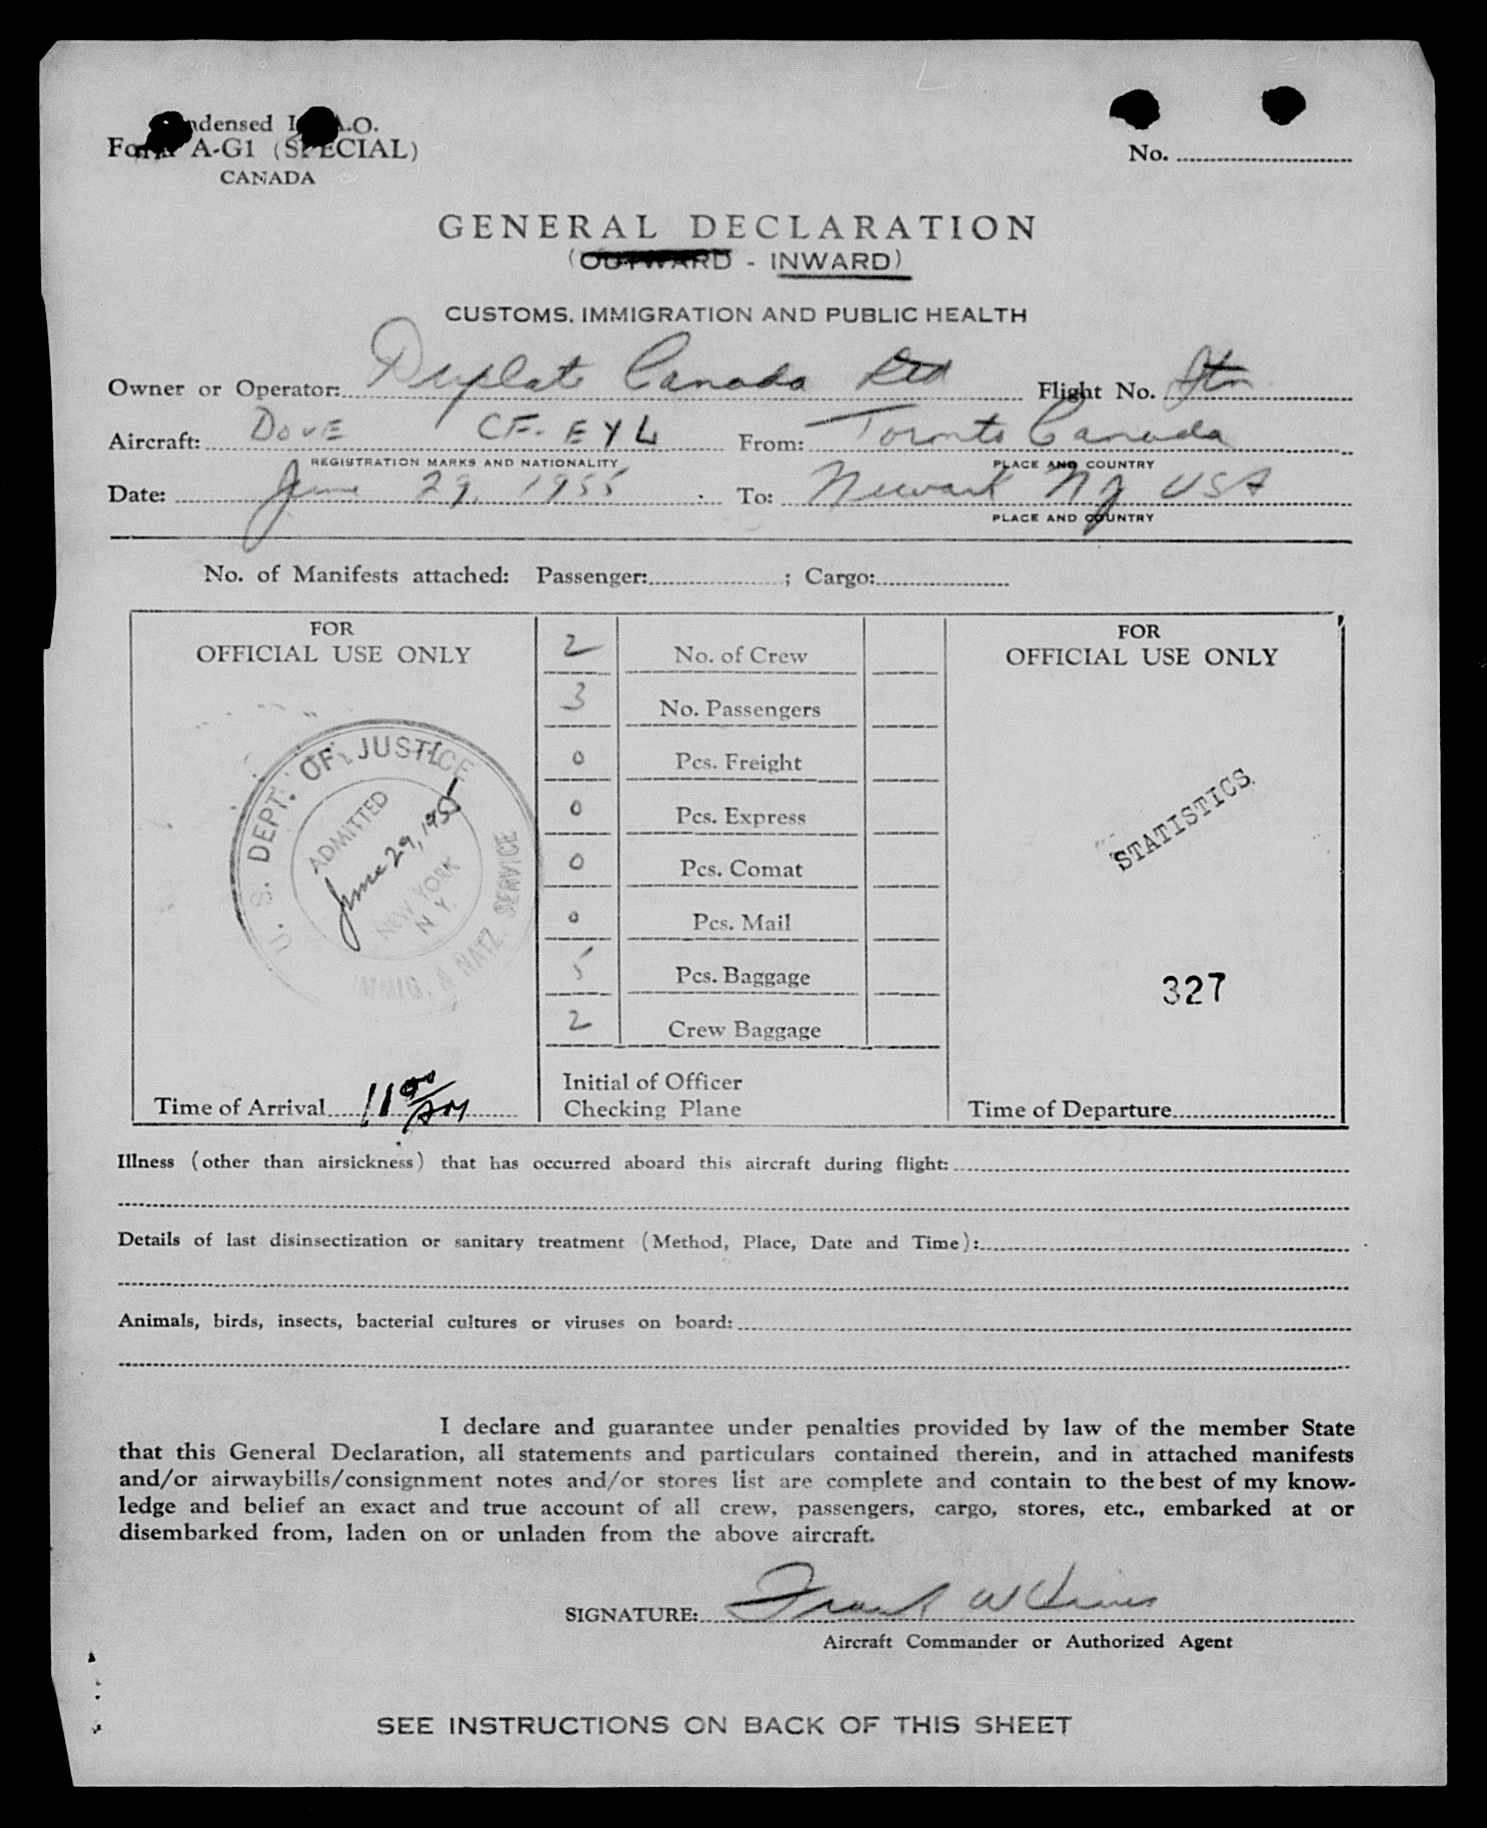 Condensed I.C.A.O.
Form A-G1 (SPECIAL)
CANADA
No.
GENERAL DECLARATION
(OUTWARD - INWARD)
CUSTOMS, IMMIGRATION AND PUBLIC HEALTH
Owner or Operator: Duplate Canada Ltd Flight No.
Aircraft: DOVE CF-EYL From: Toronto Canada
REGISTRATION MARKS AND NATIONALITY PLACE AND COUNTRY
Date: June 29, 1955 To: Newark NJ USA
PLACE AND COUNTRY
No. of Manifests attached: Passenger: ; Cargo:
FOR
OFFICIAL USE ONLY
U. S. DEPT. OF JUSTICE
ADMITTED
June 29, 1955
NEW YORK
N Y
IMMIG. & NATZ. SERVICE
Time of Arrival 11 00/AM
2 No. of Crew
3 No. Passengers
0 Pcs. Freight
0 Pcs. Express
0 Pcs. Comat
0 Pcs. Mail
5 Pcs. Baggage
2 Crew Baggage
Initial of Officer
Checking Plane
FOR
OFFICIAL USE ONLY
STATISTICS
327
Time of Departure
Illness (other than airsickness) that has occurred aboard this aircraft during flight:
Details of last disinsectization or sanitary treatment (Method, Place, Date and Time):
Animals, birds, insects, bacterial cultures or viruses on board:
I declare and guarantee under penalties provided by law of the member State
that this General Declaration, all statements and particulars contained therein, and in attached manifests
and/or airwaybills/consignment notes and/or stores list are complete and contain to the best of my know-
ledge and belief an exact and true account of all crew, passengers, cargo, stores, etc., embarked at or
disembarked from, laden on or unladen from the above aircraft.
SIGNATURE: Frank W
Aircraft Commander or Authorized Agent
SEE INSTRUCTIONS ON BACK OF THIS SHEET